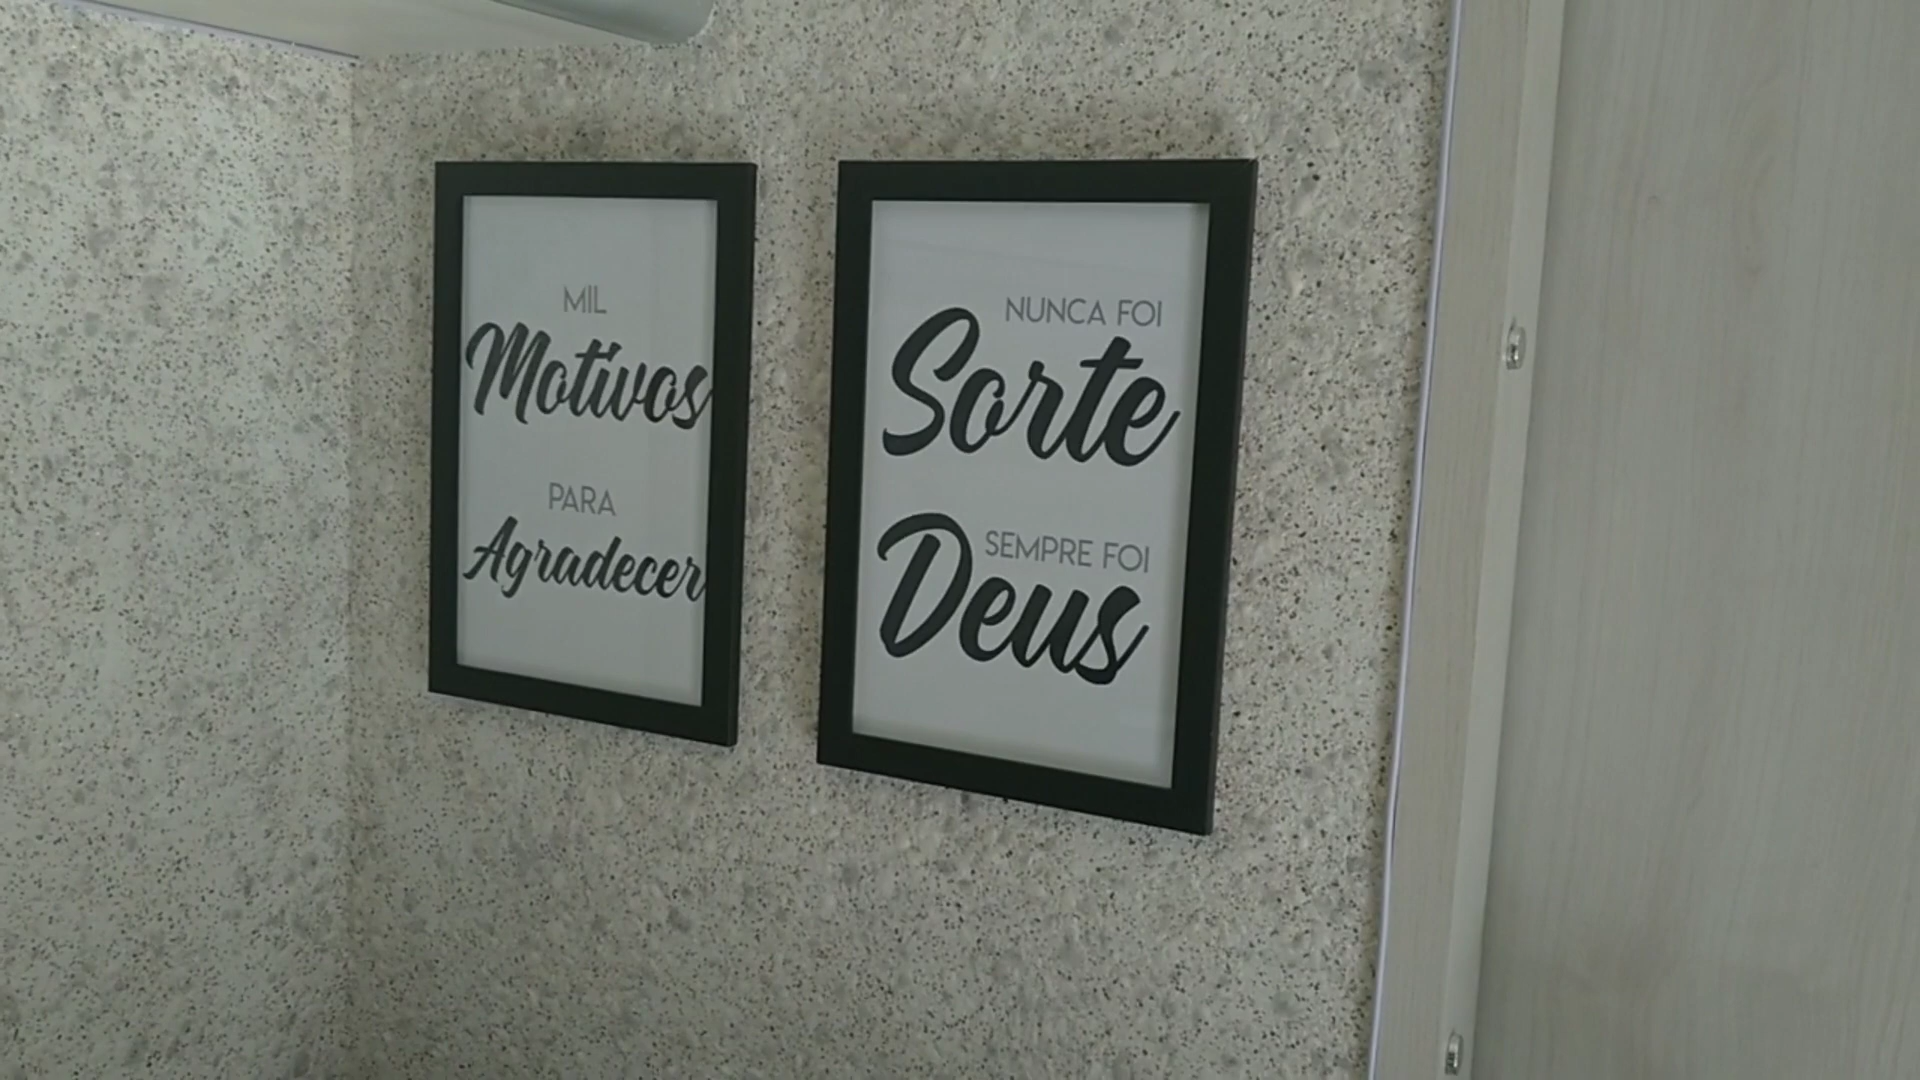 MIL
Motivos
PARA
Agradecer
NUNCA FOI
Sorte
SEMPRE FOI
Deus